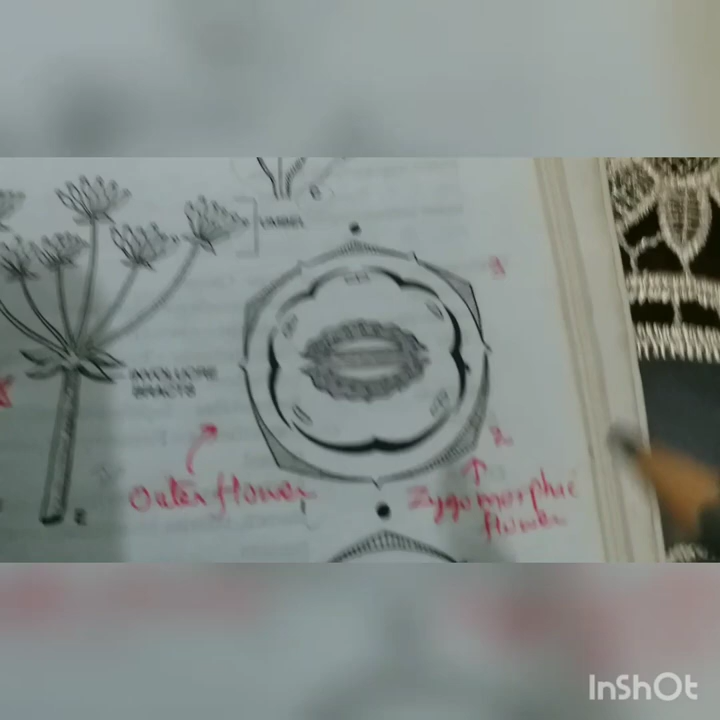 UMBEL
INVOLUCRE
BRACTS
E
Outer flower
Zygomorphic
flower
InShOt